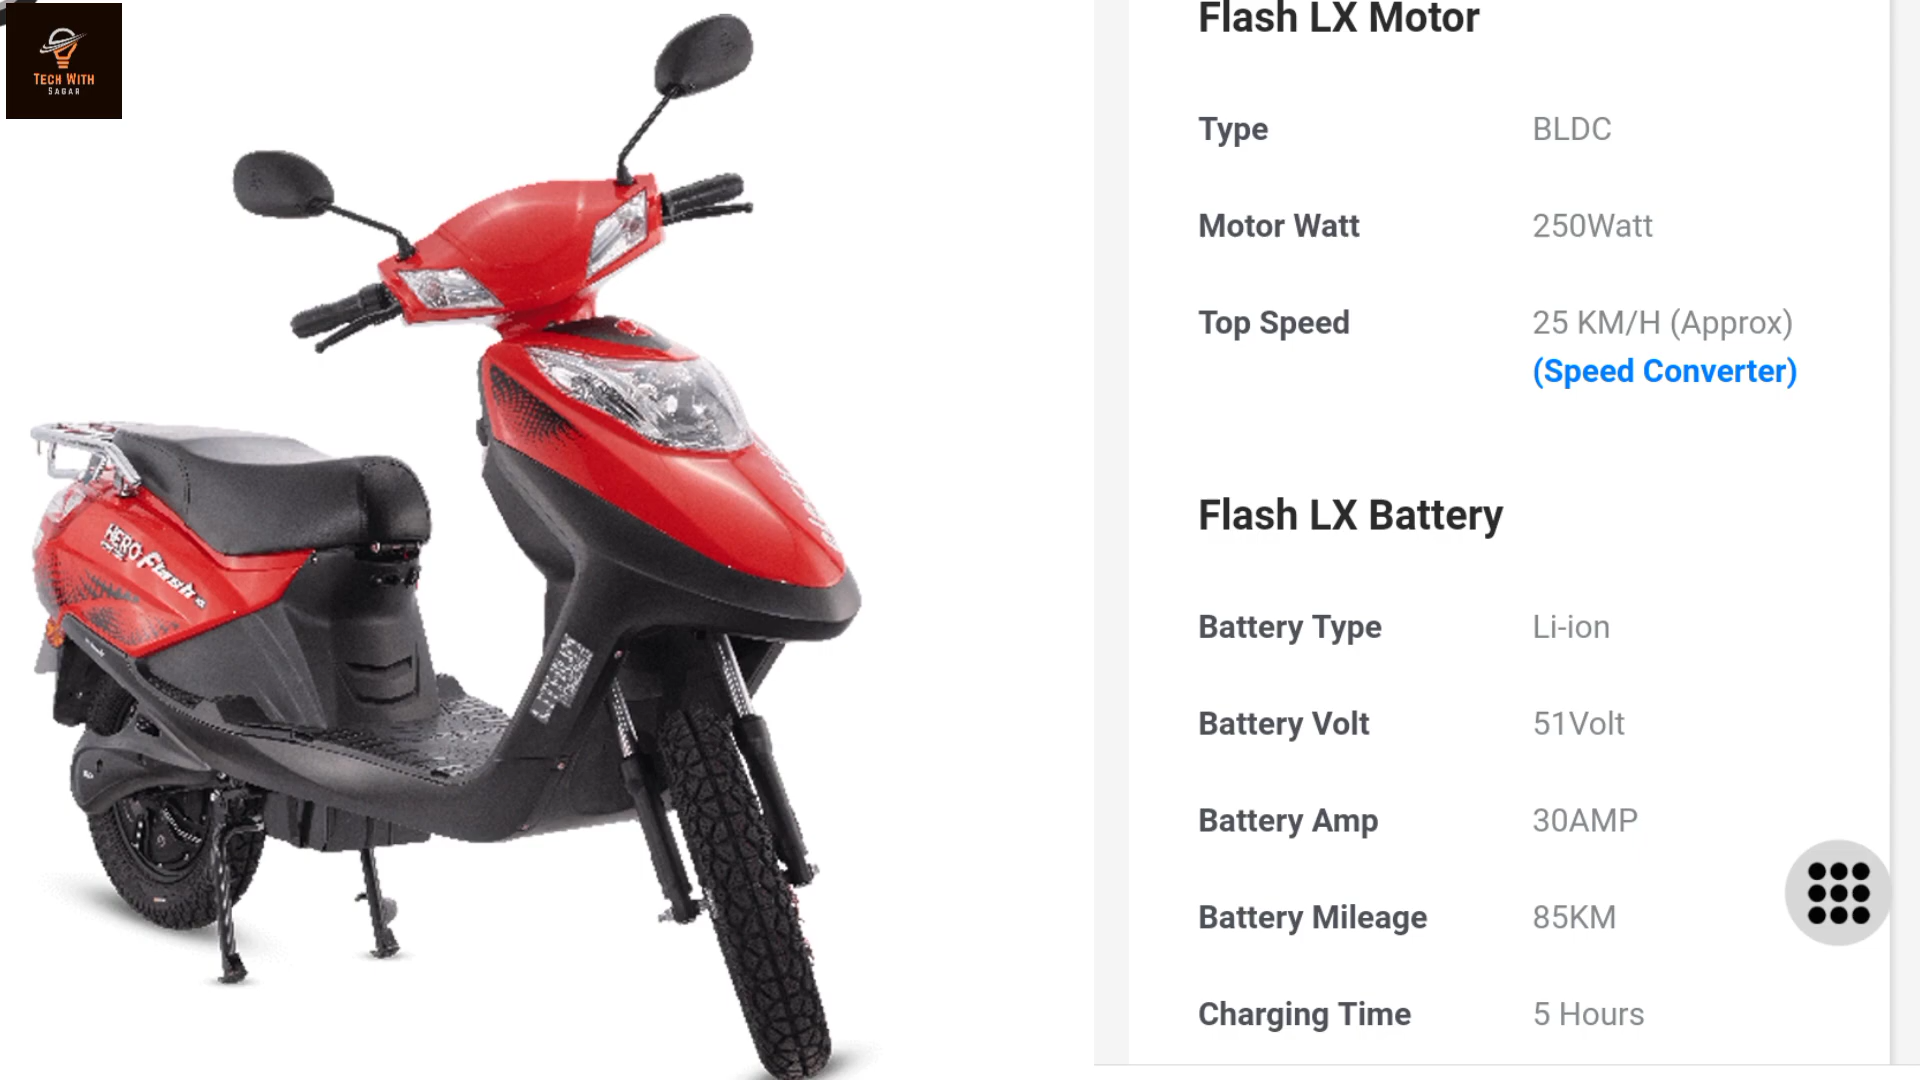 TECH WITH
SAGAR
HERO
Flash
Flash LX Motor
Type BLDC
Motor Watt 250Watt
Top Speed 25 KM/H (Approx)
(Speed Converter)
Flash LX Battery
Battery Type Li-ion
Battery Volt 51Volt
Battery Amp 30AMP
Battery Mileage 85KM
Charging Time 5 Hours